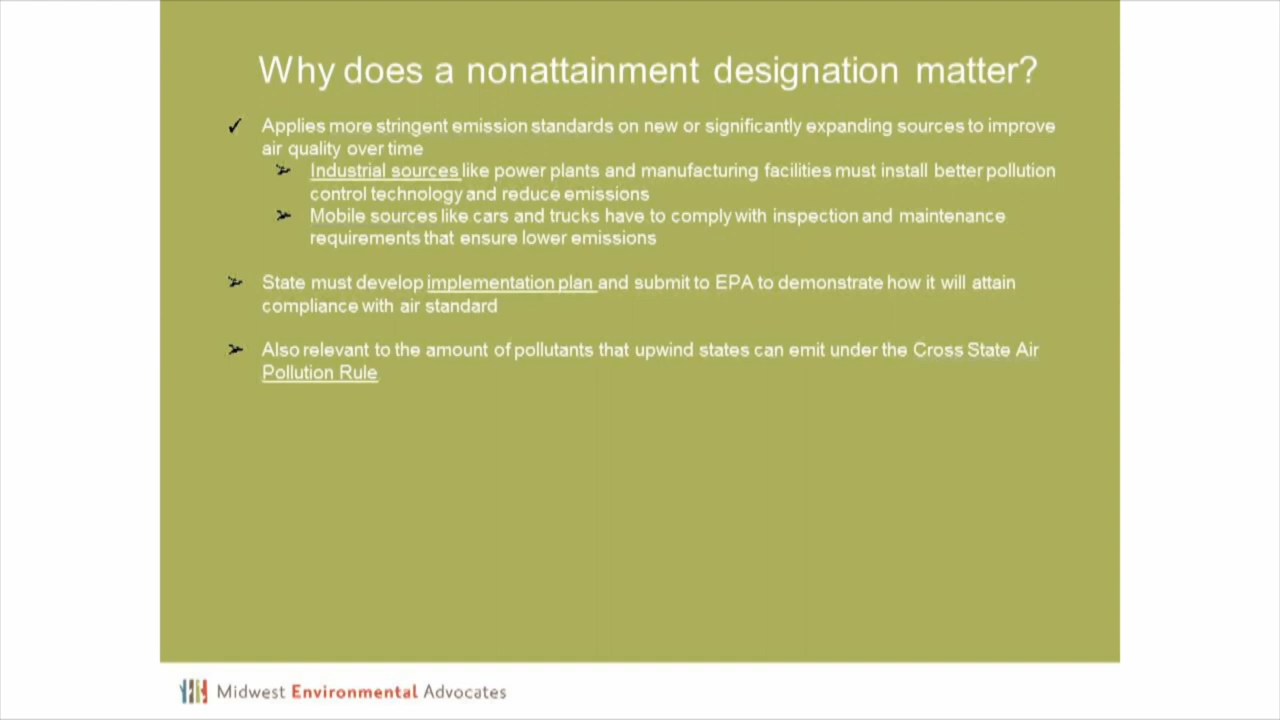 Why does a nonattainment designation matter?
✓ Applies more stringent emission standards on new or significantly expanding sources to improve
air quality over time
➢ Industrial sources like power plants and manufacturing facilities must install better pollution
control technology and reduce emissions
➢ Mobile sources like cars and trucks have to comply with inspection and maintenance
requirements that ensure lower emissions
➢ State must develop implementation plan and submit to EPA to demonstrate how it will attain
compliance with air standard
➢ Also relevant to the amount of pollutants that upwind states can emit under the Cross State Air
Pollution Rule
Midwest Environmental Advocates